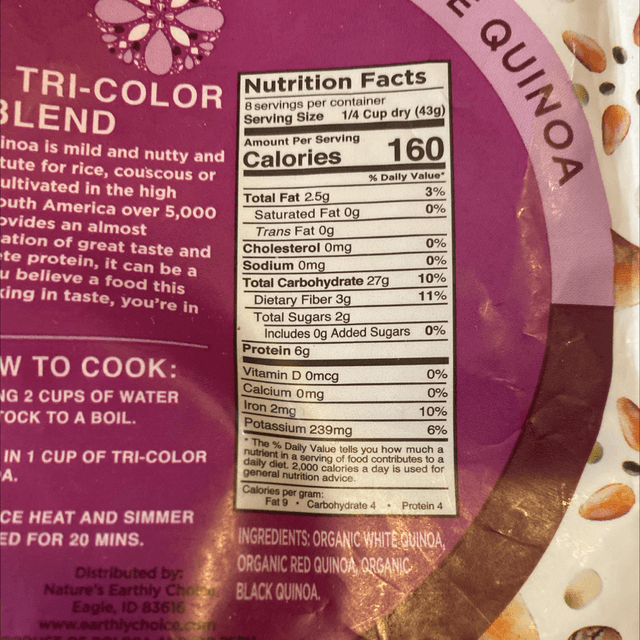 E QUINOA
TRI-COLOR
BLEND
inoa is mild and nutty and
tute for rice, couscous or
ultivated in the high
outh America over 5,000
ovides an almost
ation of great taste and
te protein, it can be a
u believe a food this
king in taste, you're in
W TO COOK:
NG 2 CUPS OF WATER
TOCK TO A BOIL.
IN 1 CUP OF TRI-COLOR
A.
CE HEAT AND SIMMER
ED FOR 20 MINS.
Distributed by:
Nature's Earthly Choice
Eagle, ID 83616
www.earthlychoice.com
Nutrition Facts
8 servings per container
Serving Size 1/4 Cup dry (43g)
Amount Per Serving
Calories 160
% Daily Value*
Total Fat 2.5g 3%
Saturated Fat 0g 0%
Trans Fat 0g
Cholesterol 0mg 0%
Sodium 0mg 0%
Total Carbohydrate 27g 10%
Dietary Fiber 3g 11%
Total Sugars 2g
Includes 0g Added Sugars 0%
Protein 6g
Vitamin D 0mcg 0%
Calcium 0mg 0%
Iron 2mg 10%
Potassium 239mg 6%
* The % Daily Value tells you how much a
nutrient in a serving of food contributes to a
daily diet. 2,000 calories a day is used for
general nutrition advice.
Calories per gram:
Fat 9 • Carbohydrate 4 • Protein 4
INGREDIENTS: ORGANIC WHITE QUINOA,
ORGANIC RED QUINOA, ORGANIC
BLACK QUINOA.